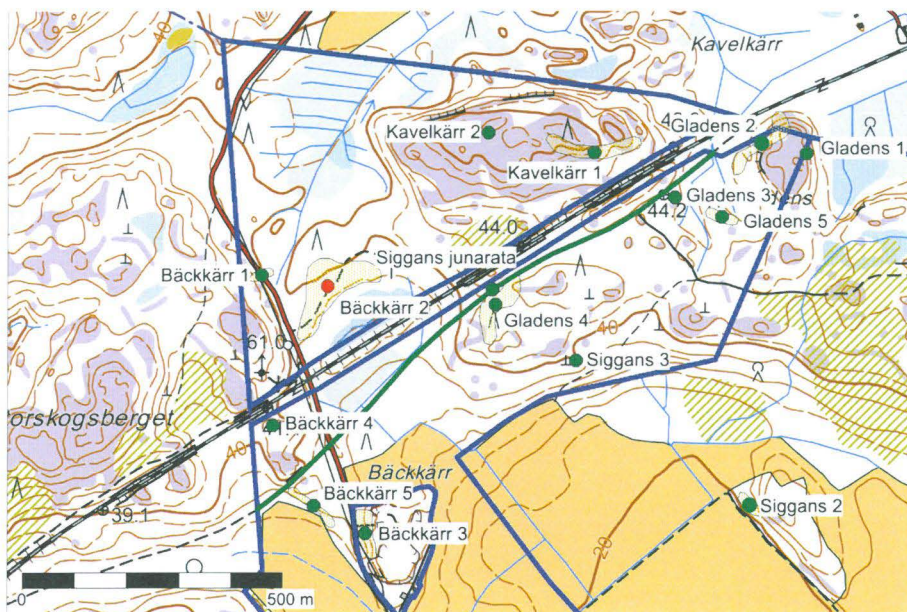 40
Kavelkärr
Kavelkärr 2
Gladens 2
Kavelkärr 1
Gladens 1
Gladens 3
44.2
Gladens 5
44.0
Siggans junarata
Bäckkärr 1
Bäckkärr 2
Gladens 4
40
61.0
Siggans 3
Bäckkärr 4
40
Bäckkärr
Bäckkärr 5
Siggans 2
39.1
Bäckkärr 3
20
0
500 m